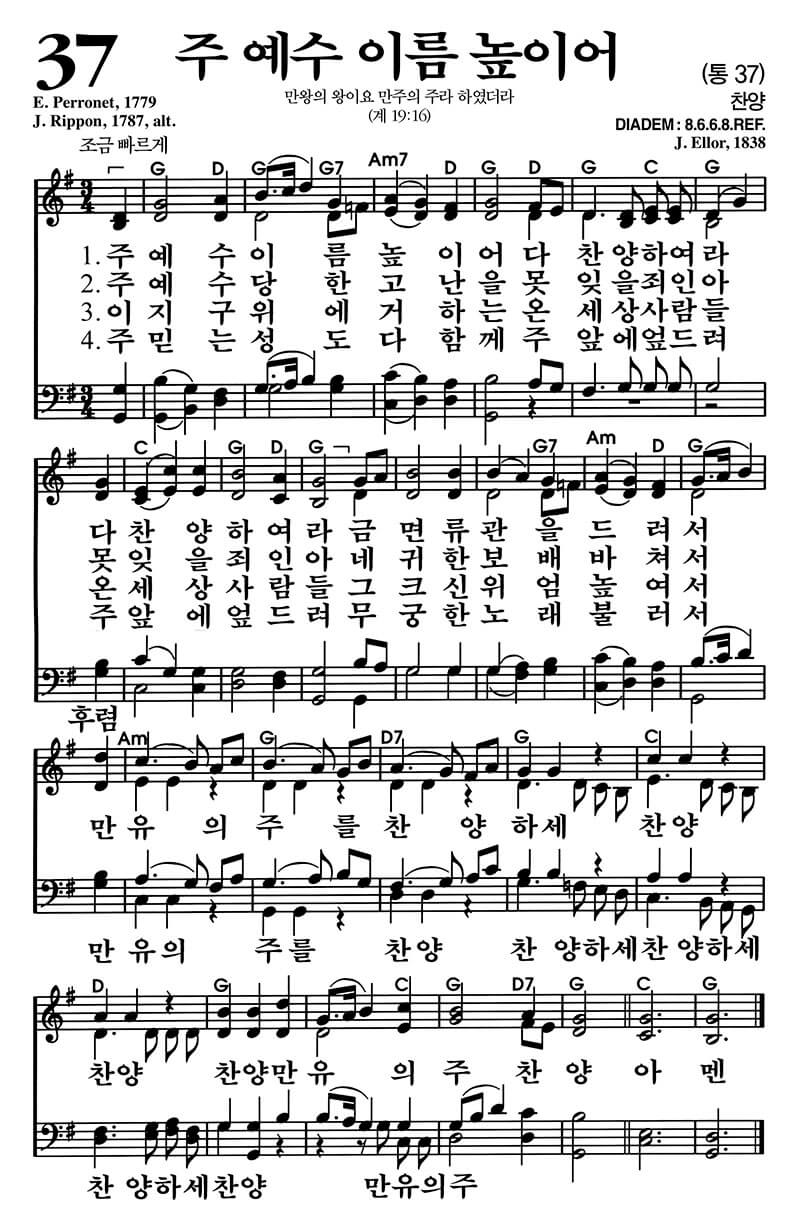 37 주 예수 이름 높이어 (통 37)
E. Perronet, 1779 만왕의 왕이요 만주의 주라 하였더라 찬양
J. Rippon, 1787, alt. (계 19:16) DIADEM : 8.6.6.8.REF.
조금 빠르게 J. Ellor, 1838
G D G G7 Am7 D G D G C G
1. 주 예 수 이 름 높 이 어 다 찬 양 하 여 라
2. 주 예 수 당 한 고 난 을 못 잊 을 죄 인 아
3. 이 지 구 위 에 거 하 는 온 세 상 사 람 들
4. 주 믿 는 성 도 다 함 께 주 앞 에 엎 드 려
C G D G G7 Am D G
다 찬 양 하 여 라 금 면 류 관 을 드 려 서
못 잊 을 죄 인 아 네 귀 한 보 배 바 쳐 서
온 세 상 사 람 들 그 크 신 위 엄 높 여 서
주 앞 에 엎 드 려 무 궁 한 노 래 불 러 서
후렴
Am G D7 G C
만 유 의 주 를 찬 양 하 세 찬 양
만 유 의 주 를 찬 양 찬 양 하 세 찬 양 하 세
D G C G D7 G C G
찬양 찬양만 유 의 주 찬 양 아 멘
찬 양하세찬양 만유의주